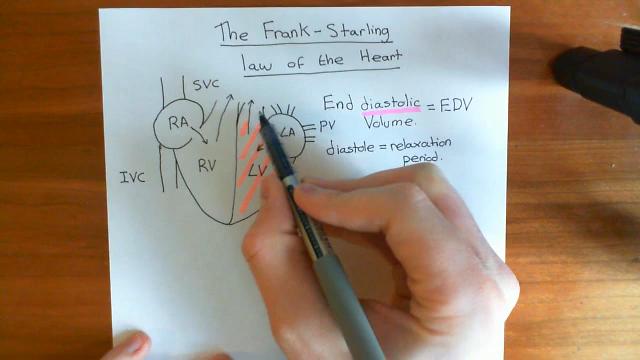 The Frank-Starling
law of the Heart
SVC
RA
RV
IVC
LV
LA
PV
End diastolic = EDV
Volume.
diastole = relaxation
period.